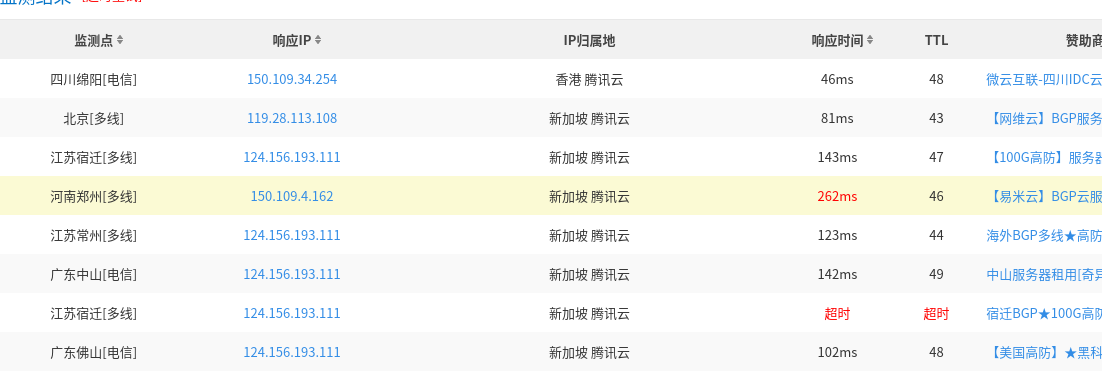 监测点 响应IP IP归属地 响应时间 TTL 赞助商
四川绵阳[电信] 150.109.34.254 香港 腾讯云 46ms 48 微云互联-四川IDC云
北京[多线] 119.28.113.108 新加坡 腾讯云 81ms 43 【网维云】BGP服务
江苏宿迁[多线] 124.156.193.111 新加坡 腾讯云 143ms 47 【100G高防】服务器
河南郑州[多线] 150.109.4.162 新加坡 腾讯云 262ms 46 【易米云】BGP云服
江苏常州[多线] 124.156.193.111 新加坡 腾讯云 123ms 44 海外BGP多线★高防
广东中山[电信] 124.156.193.111 新加坡 腾讯云 142ms 49 中山服务器租用[奇异
江苏宿迁[多线] 124.156.193.111 新加坡 腾讯云 超时 超时 宿迁BGP★100G高防
广东佛山[电信] 124.156.193.111 新加坡 腾讯云 102ms 48 【美国高防】★黑科